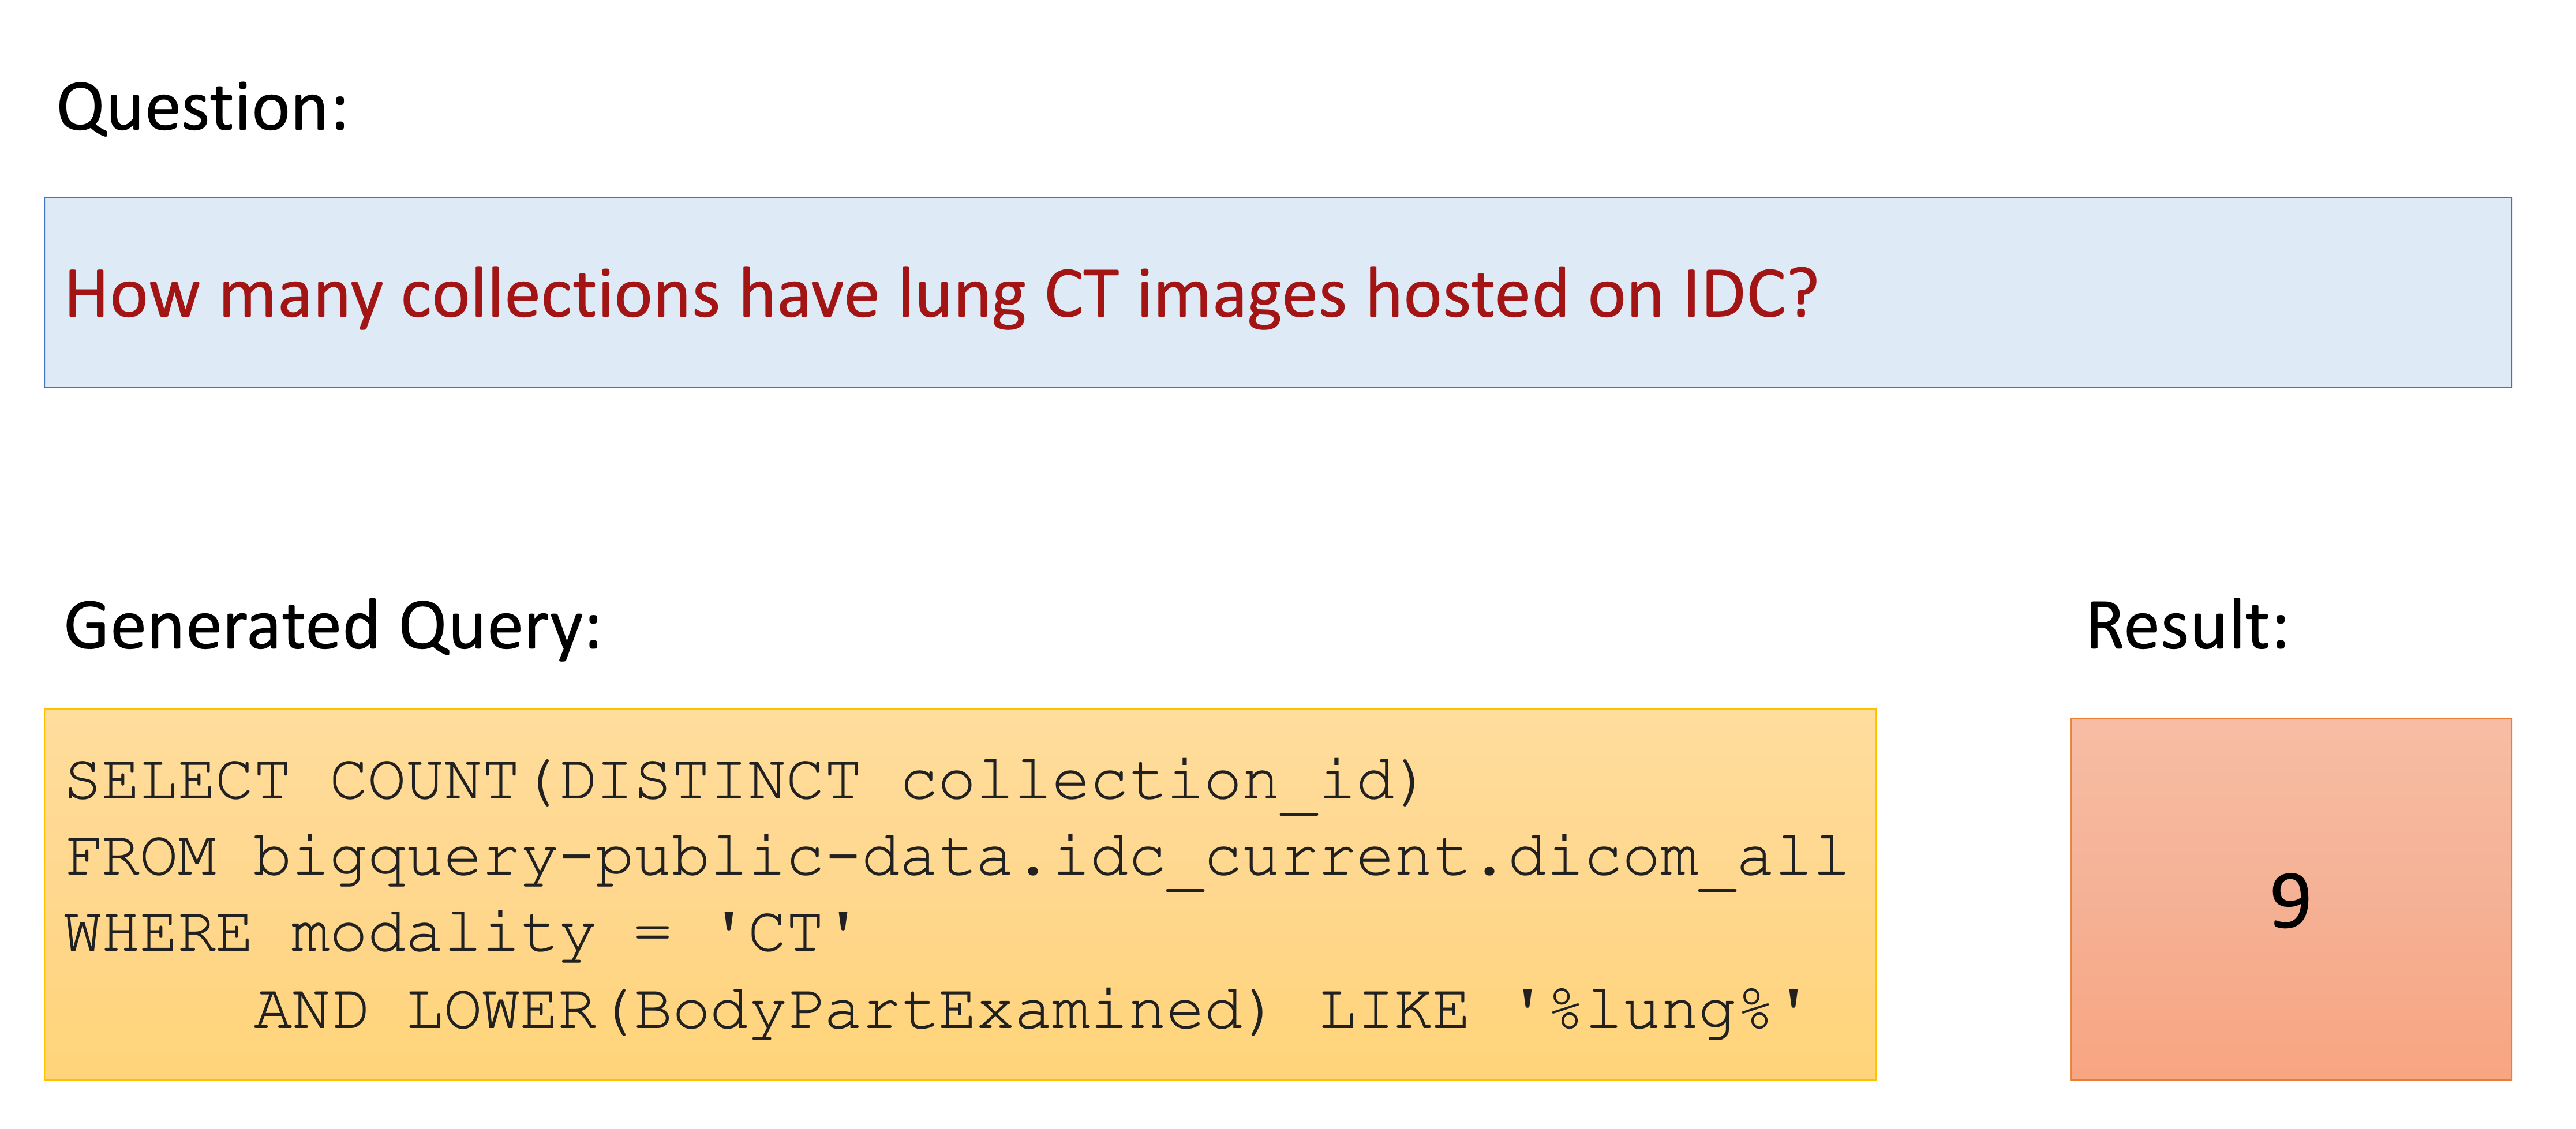 Question:
How many collections have lung CT images hosted on IDC?
Generated Query:
SELECT COUNT(DISTINCT collection_id)
FROM bigquery-public-data.idc_current.dicom_all
WHERE modality = 'CT'
AND LOWER(BodyPartExamined) LIKE '%lung%'
Result:
9